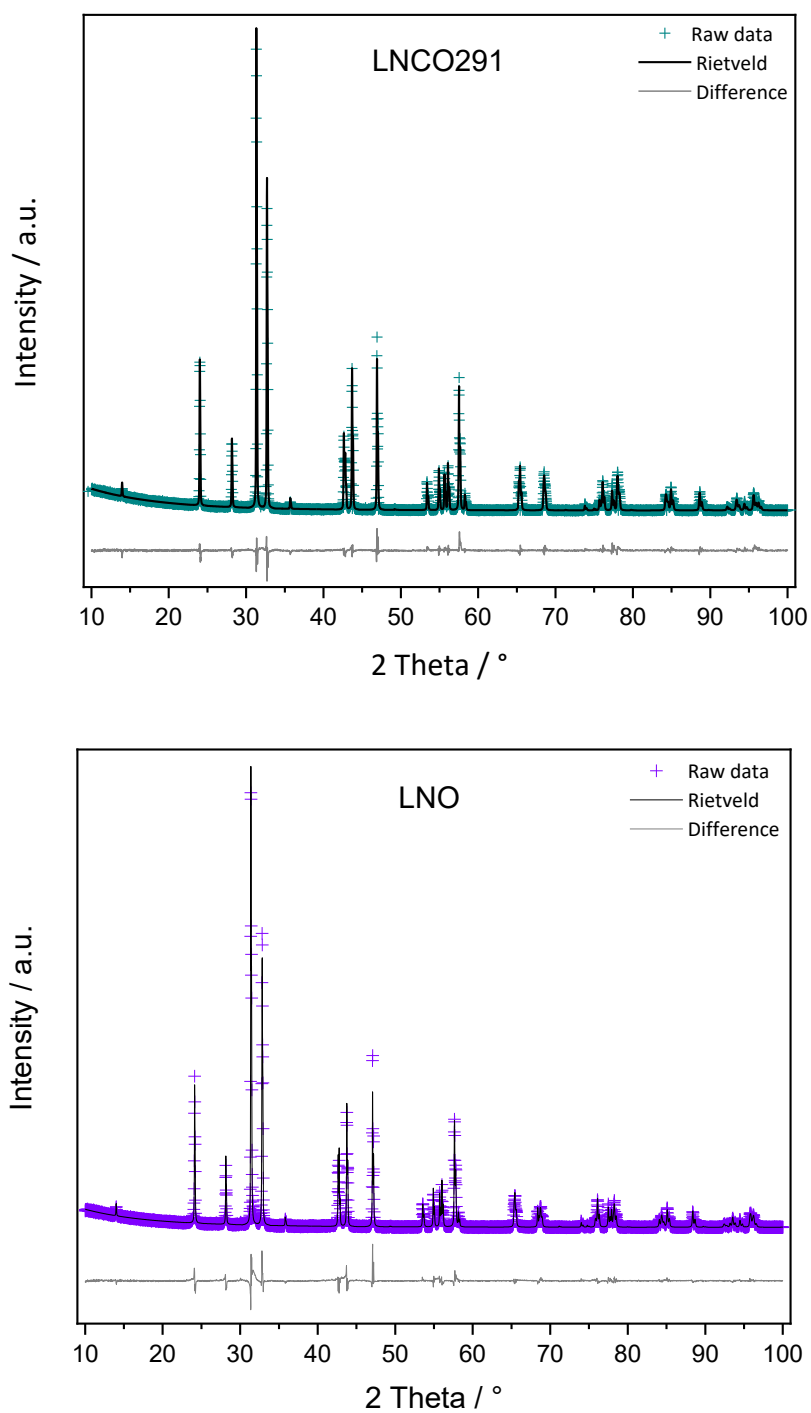 LNCO291
Raw data
Rietveld
Difference
Intensity / a.u.
10 20 30 40 50 60 70 80 90 100
2 Theta / °
LNO
Raw data
Rietveld
Difference
Intensity / a.u.
10 20 30 40 50 60 70 80 90 100
2 Theta / °